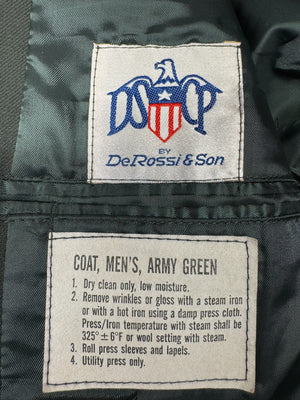 DSCP
BY
DeRossi & Son
COAT, MEN'S, ARMY GREEN
1. Dry clean only, low moisture.
2. Remove wrinkles or gloss with a steam iron
or with a hot iron using a damp press cloth.
Press/Iron temperature with steam shall be
325° ± 6°F or wool setting with steam.
3. Roll press sleeves and lapels.
4. Utility press only.